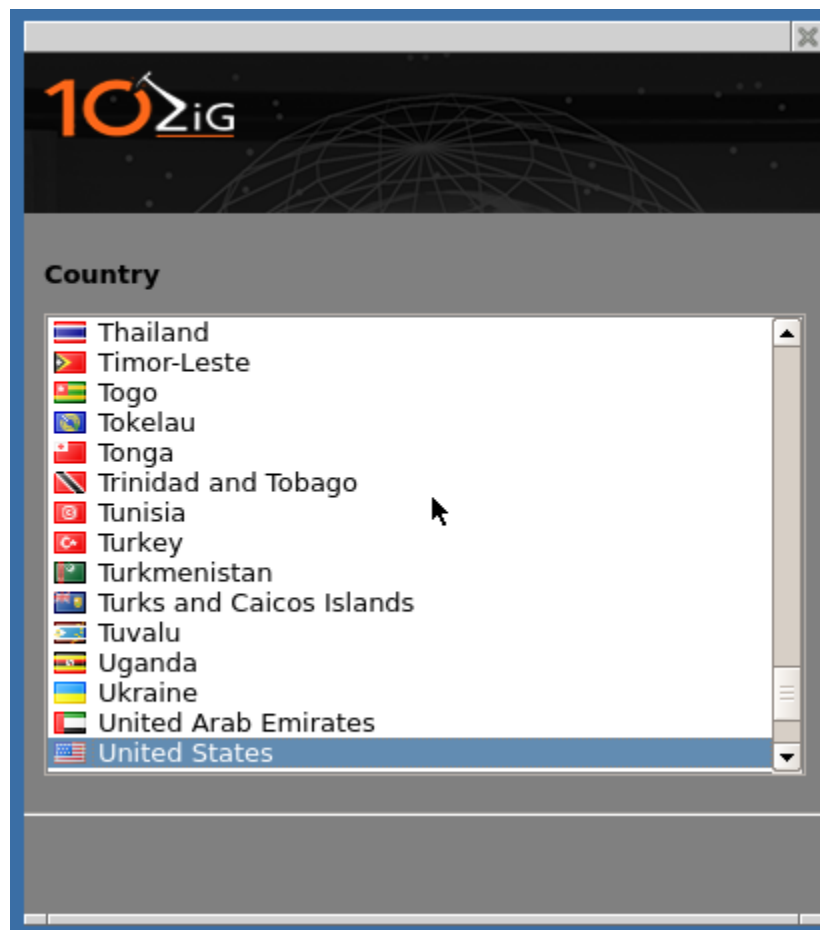 10ZiG
Country
Thailand
Timor-Leste
Togo
Tokelau
Tonga
Trinidad and Tobago
Tunisia
Turkey
Turkmenistan
Turks and Caicos Islands
Tuvalu
Uganda
Ukraine
United Arab Emirates
United States